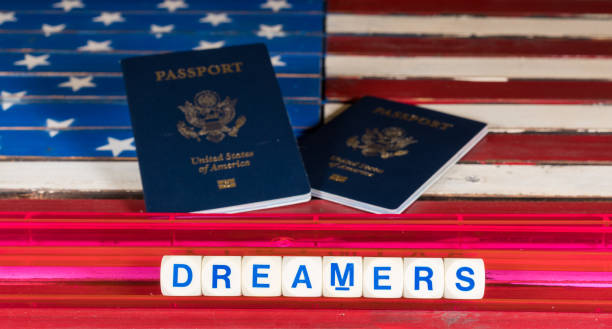 PASSPORT
United States
of America
PASSPORT
United States
of America
DREAMERS